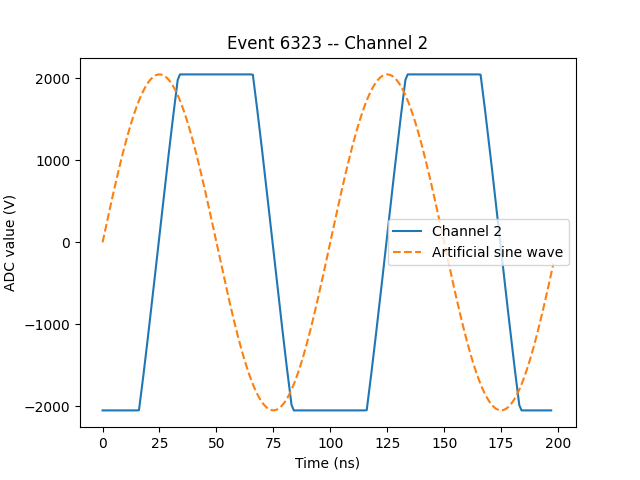 Event 6323 -- Channel 2
ADC value (V)
2000
1000
0
−1000
−2000
Channel 2
Artificial sine wave
0 25 50 75 100 125 150 175 200
Time (ns)